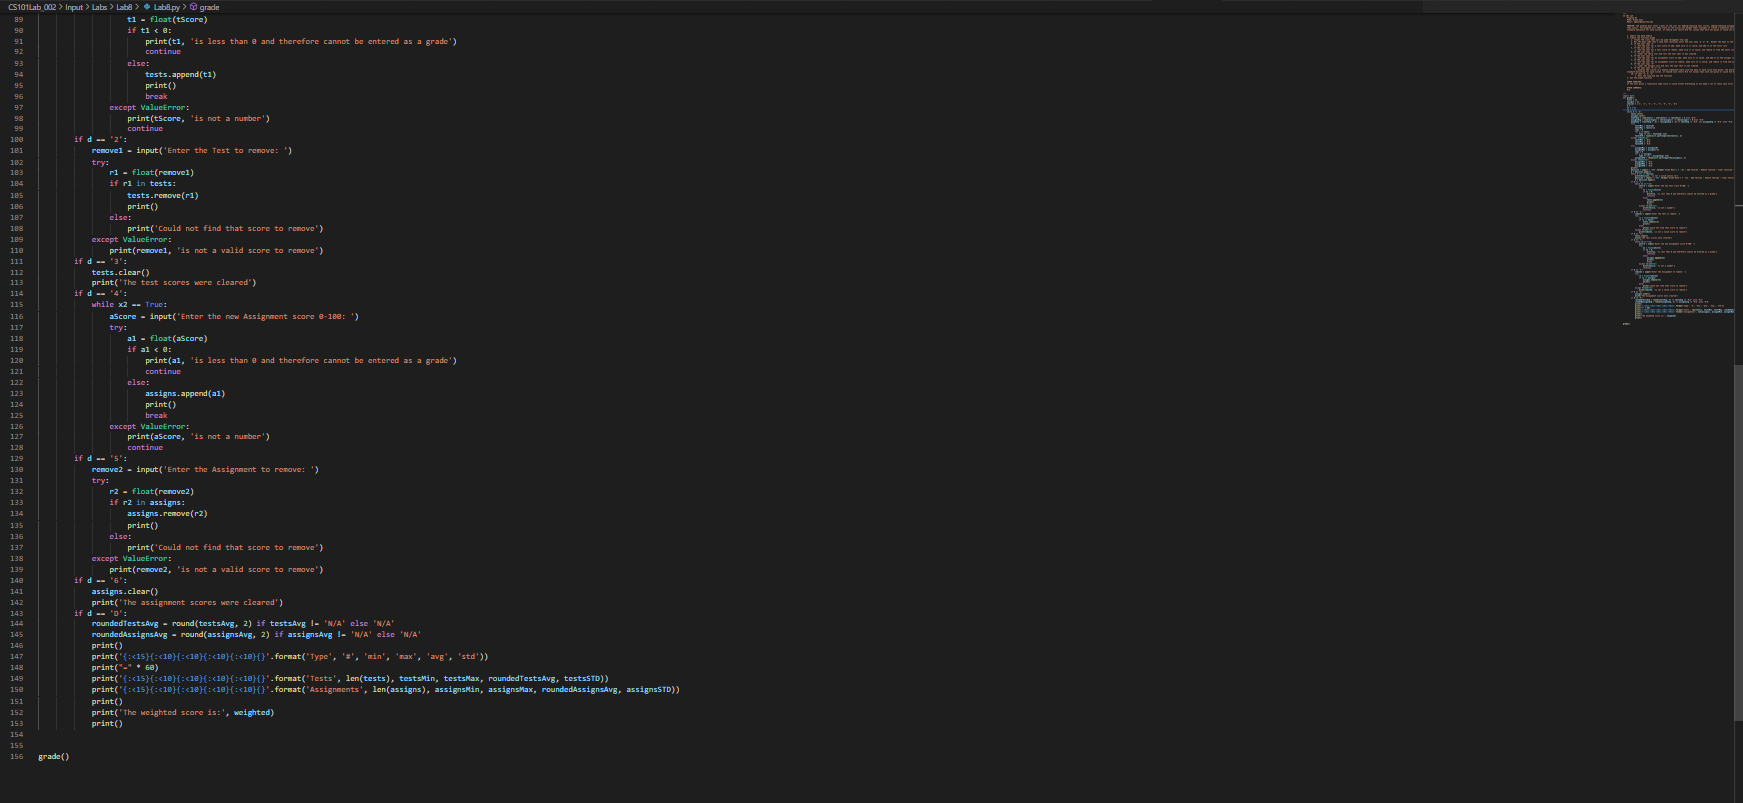 CS101Lab_002 > Input > Labs > Lab8 > Lab8.py > grade
89 t1 = float(tScore)
90 if t1 < 0:
91 print(t1, 'is less than 0 and therefore cannot be entered as a grade')
92 continue
93 else:
94 tests.append(t1)
95 print()
96 break
97 except ValueError:
98 print(tScore, 'is not a number')
99 continue
100 if d == '2':
101 remove1 = input('Enter the Test to remove: ')
102 try:
103 r1 = float(remove1)
104 if r1 in tests:
105 tests.remove(r1)
106 print()
107 else:
108 print('Could not find that score to remove')
109 except ValueError:
110 print(remove1, 'is not a valid score to remove')
111 if d == '3':
112 tests.clear()
113 print('The test scores were cleared')
114 if d == '4':
115 while x2 == True:
116 aScore = input('Enter the new Assignment score 0-100: ')
117 try:
118 a1 = float(aScore)
119 if a1 < 0:
120 print(a1, 'is less than 0 and therefore cannot be entered as a grade')
121 continue
122 else:
123 assigns.append(a1)
124 print()
125 break
126 except ValueError:
127 print(aScore, 'is not a number')
128 continue
129 if d == '5':
130 remove2 = input('Enter the Assignment to remove: ')
131 try:
132 r2 = float(remove2)
133 if r2 in assigns:
134 assigns.remove(r2)
135 print()
136 else:
137 print('Could not find that score to remove')
138 except ValueError:
139 print(remove2, 'is not a valid score to remove')
140 if d == '6':
141 assigns.clear()
142 print('The assignment scores were cleared')
143 if d == 'D':
144 roundedTestsAvg = round(testsAvg, 2) if testsAvg != 'N/A' else 'N/A'
145 roundedAssignsAvg = round(assignsAvg, 2) if assignsAvg != 'N/A' else 'N/A'
146 print()
147 print('{:<15}{:<10}{:<10}{:<10}{:<10}{}'.format('Type', '#', 'min', 'max', 'avg', 'std'))
148 print("=" * 60)
149 print('{:<15}{:<10}{:<10}{:<10}{:<10}{}'.format('Tests', len(tests), testsMin, testsMax, roundedTestsAvg, testsSTD))
150 print('{:<15}{:<10}{:<10}{:<10}{:<10}{}'.format('Assignments', len(assigns), assignsMin, assignsMax, roundedAssignsAvg, assignsSTD))
151 print()
152 print('The weighted score is:', weighted)
153 print()
154
155
156 grade()